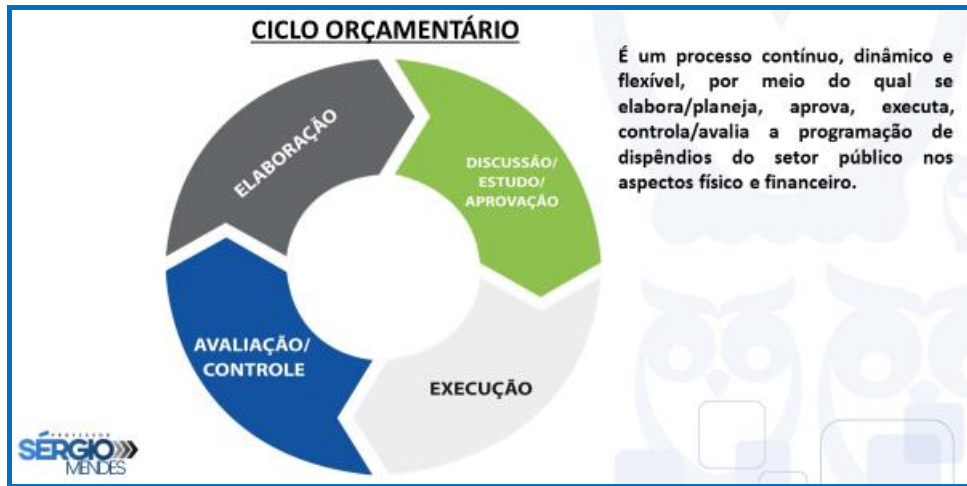 CICLO ORÇAMENTÁRIO
É um processo contínuo, dinâmico e
flexível, por meio do qual se
elabora/planeja, aprova, executa,
controla/avalia a programação de
dispêndios do setor público nos
aspectos físico e financeiro.
ELABORAÇÃO
DISCUSSÃO/
ESTUDO/
APROVAÇÃO
EXECUÇÃO
AVALIAÇÃO/
CONTROLE
PROFESSOR
SÉRGIO
MENDES